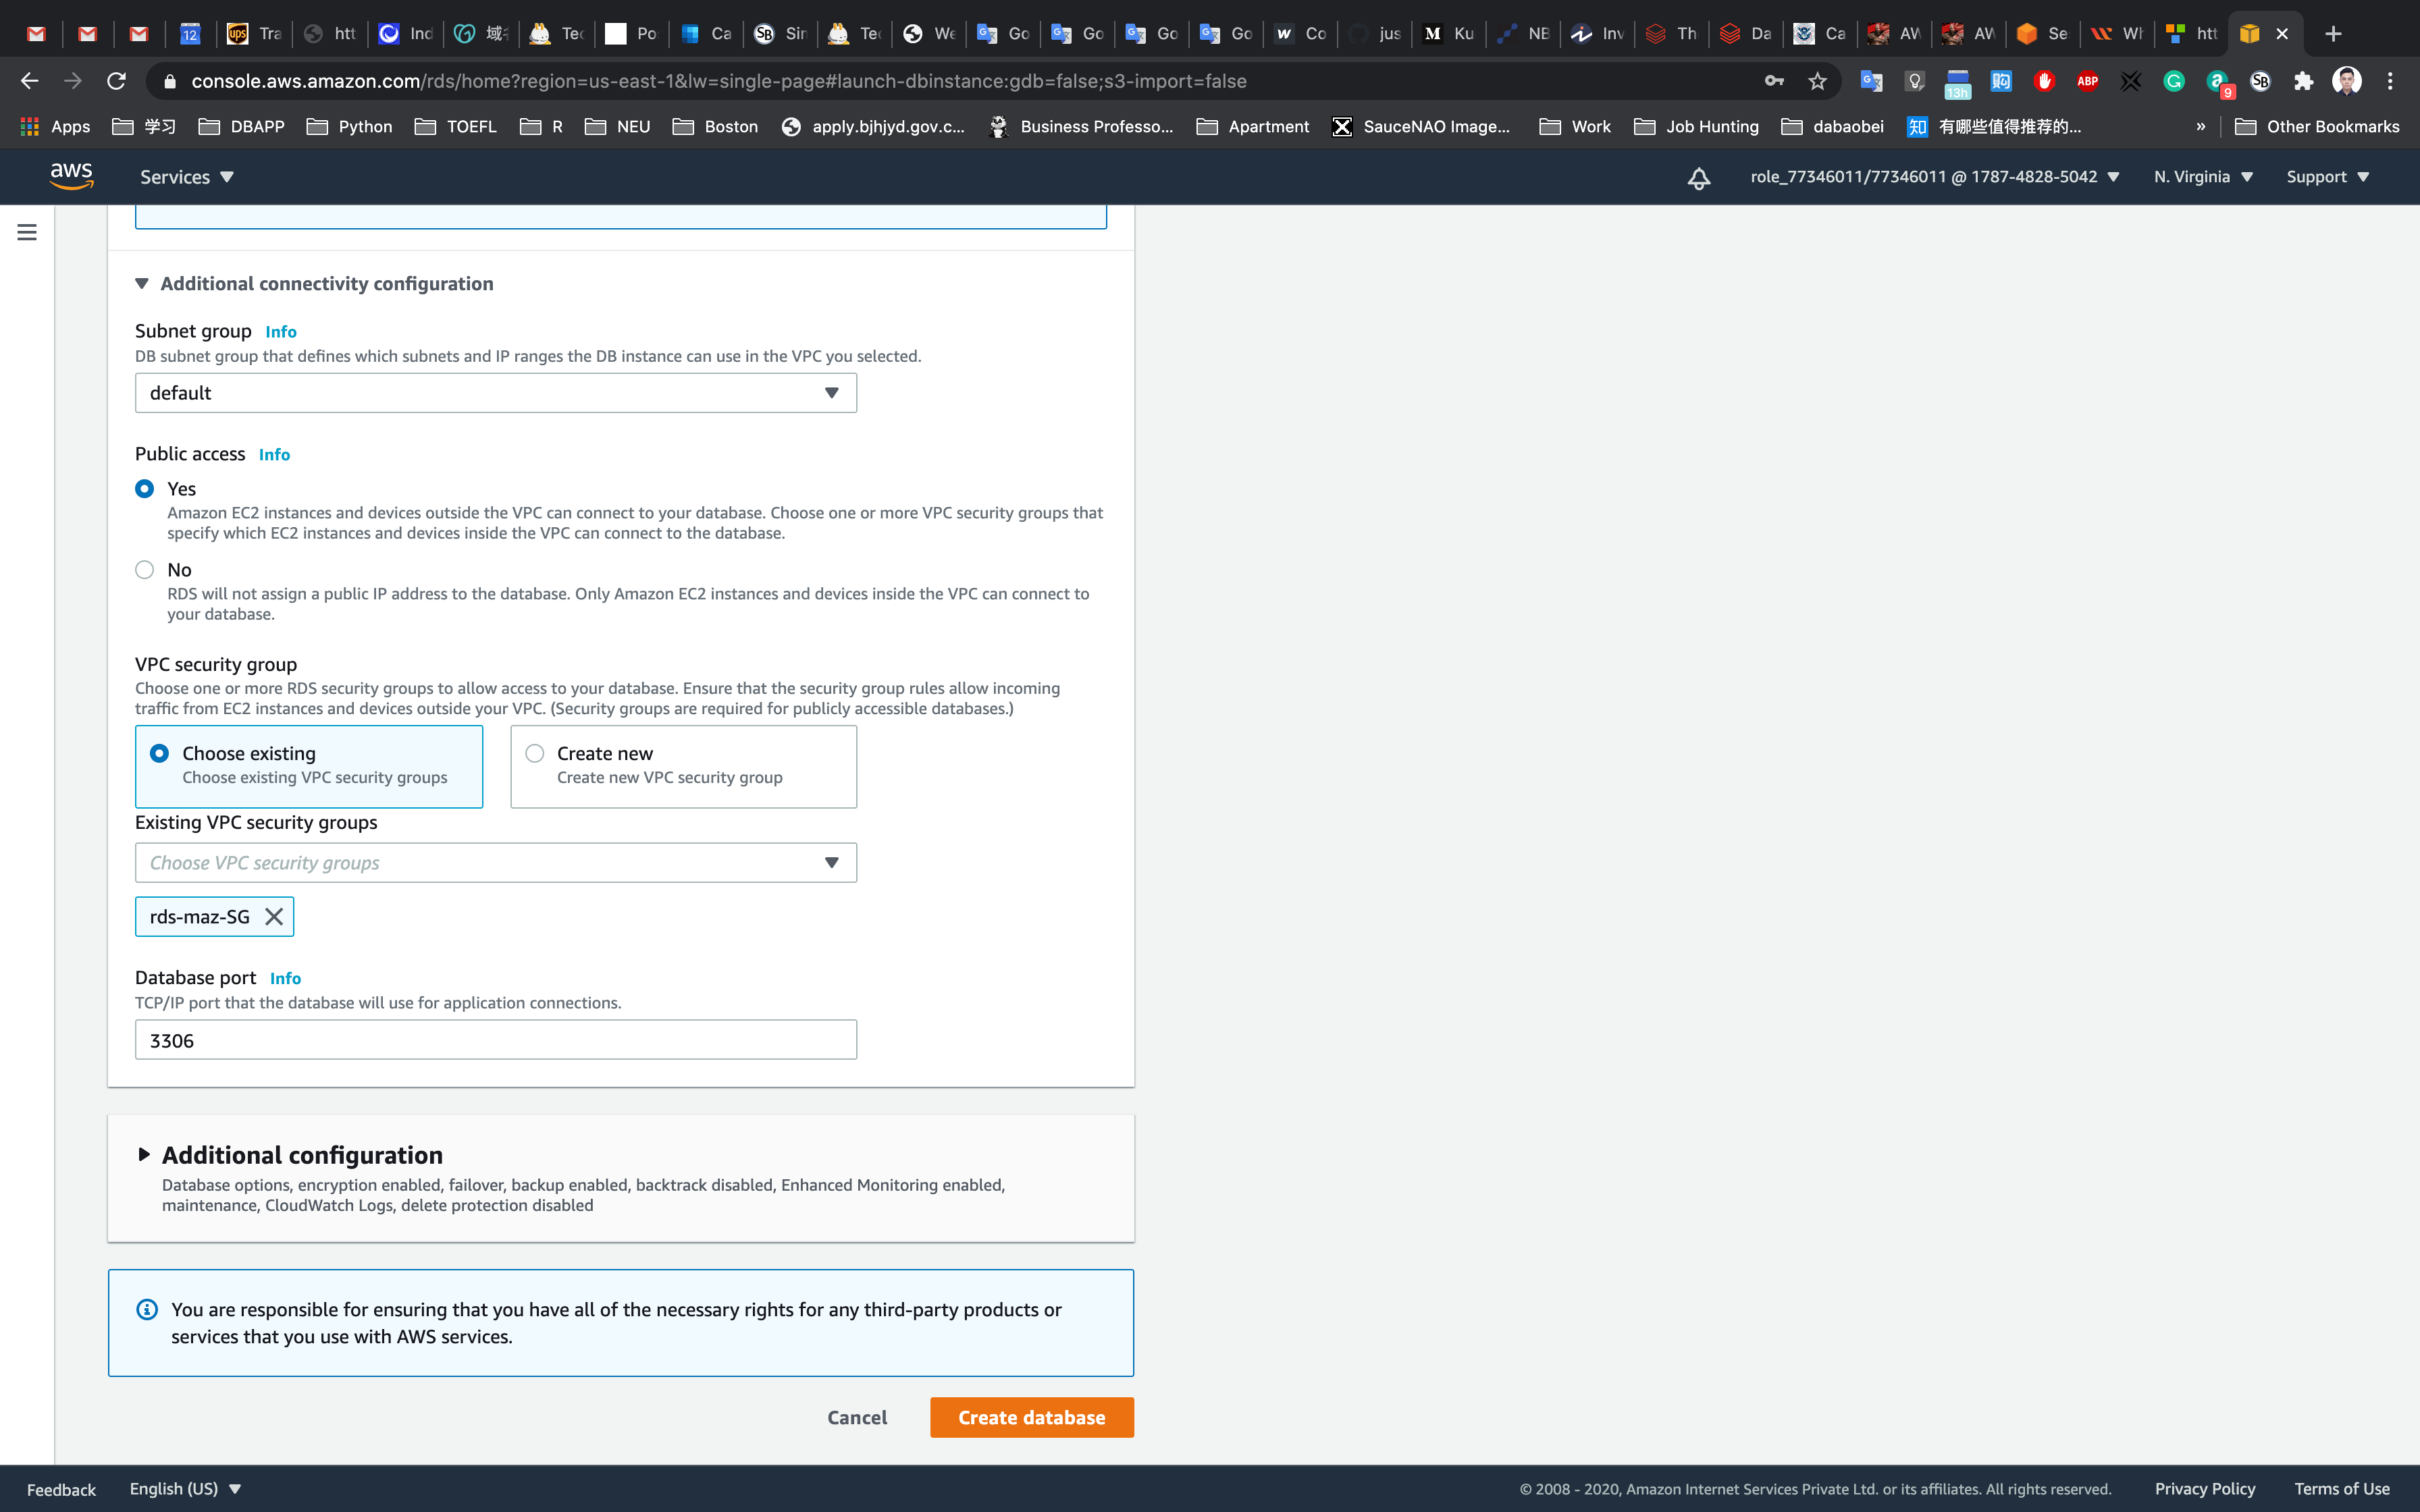 12
Tra
htt
Ind
域名
Tec
Po
Ca
Sin
Tec
We
Go
Go
Go
Go
Co
jus
Ku
NB
Inv
Th
Da
Ca
AW
AW
Se
Wh
htt
console.aws.amazon.com/rds/home?region=us-east-1&lw=single-page#launch-dbinstance:gdb=false;s3-import=false
13h
ABP
9
SB
Apps
学习
DBAPP
Python
TOEFL
R
NEU
Boston
apply.bjhjyd.gov.c...
Business Professo...
Apartment
SauceNAO Image...
Work
Job Hunting
dabaobei
知
有哪些值得推荐的...
»
Other Bookmarks
aws
Services
role_77346011/77346011 @ 1787-4828-5042
N. Virginia
Support
Additional connectivity configuration
Subnet group Info
DB subnet group that defines which subnets and IP ranges the DB instance can use in the VPC you selected.
default
Public access Info
Yes
Amazon EC2 instances and devices outside the VPC can connect to your database. Choose one or more VPC security groups that
specify which EC2 instances and devices inside the VPC can connect to the database.
No
RDS will not assign a public IP address to the database. Only Amazon EC2 instances and devices inside the VPC can connect to
your database.
VPC security group
Choose one or more RDS security groups to allow access to your database. Ensure that the security group rules allow incoming
traffic from EC2 instances and devices outside your VPC. (Security groups are required for publicly accessible databases.)
Choose existing
Choose existing VPC security groups
Create new
Create new VPC security group
Existing VPC security groups
Choose VPC security groups
rds-maz-SG
Database port Info
TCP/IP port that the database will use for application connections.
3306
Additional configuration
Database options, encryption enabled, failover, backup enabled, backtrack disabled, Enhanced Monitoring enabled,
maintenance, CloudWatch Logs, delete protection disabled
You are responsible for ensuring that you have all of the necessary rights for any third-party products or
services that you use with AWS services.
Cancel
Create database
Feedback
English (US)
© 2008 - 2020, Amazon Internet Services Private Ltd. or its affiliates. All rights reserved.
Privacy Policy
Terms of Use